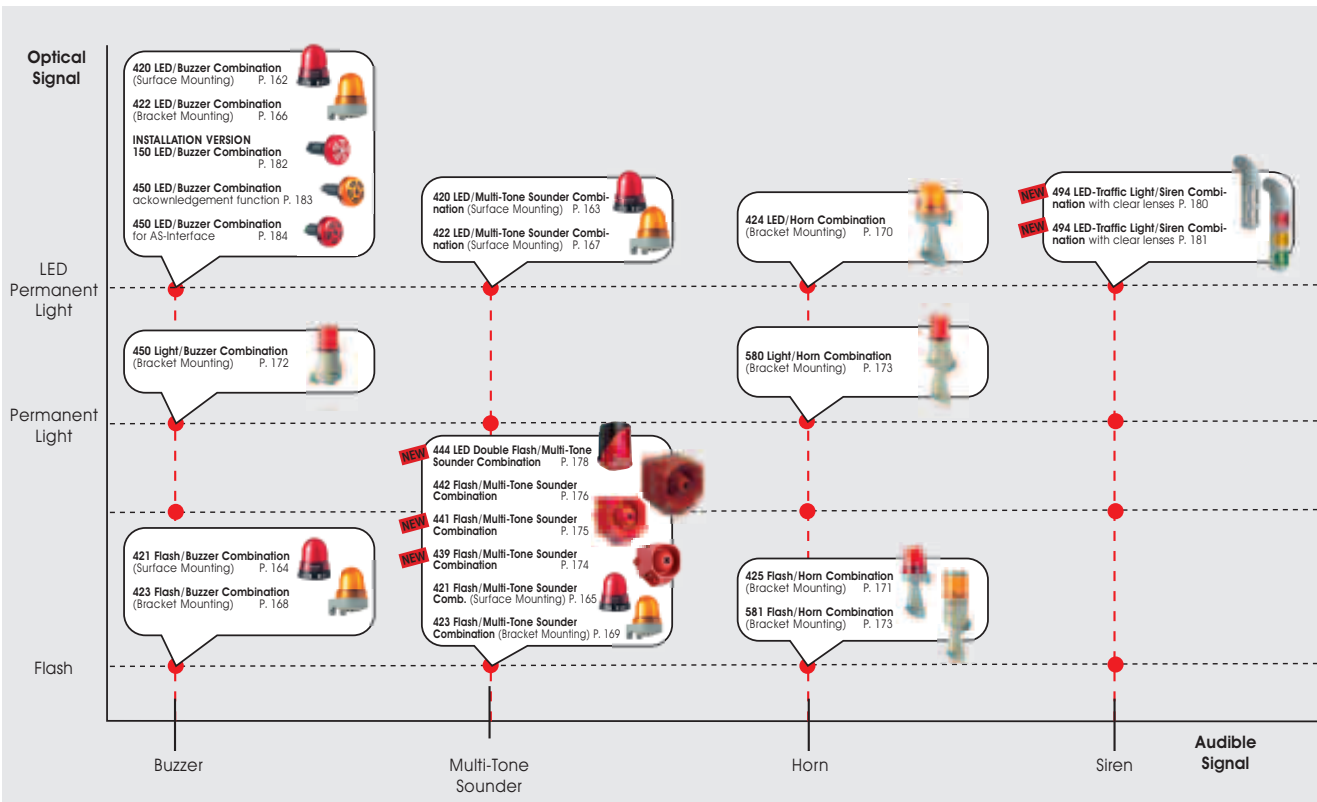 Optical
Signal
420 LED/Buzzer Combination
(Surface Mounting) P. 162
422 LED/Buzzer Combination
(Bracket Mounting) P. 166
INSTALLATION VERSION
150 LED/Buzzer Combination
P. 182
450 LED/Buzzer Combination
ackownledgement function P. 183
450 LED/Buzzer Combination
for AS-Interface P. 184
420 LED/Multi-Tone Sounder Combi-
nation (Surface Mounting) P. 163
422 LED/Multi-Tone Sounder Combi-
nation (Surface Mounting) P. 167
424 LED/Horn Combination
(Bracket Mounting) P. 170
NEW 494 LED-Traffic Light/Siren Combi-
nation with clear lenses P. 180
NEW 494 LED-Traffic Light/Siren Combi-
nation with clear lenses P. 181
LED
Permanent
Light
450 Light/Buzzer Combination
(Bracket Mounting) P. 172
580 Light/Horn Combination
(Bracket Mounting) P. 173
Permanent
Light
NEW 444 LED Double Flash/Multi-Tone
Sounder Combination P. 178
442 Flash/Multi-Tone Sounder
Combination P. 176
NEW 441 Flash/Multi-Tone Sounder
Combination P. 175
NEW 439 Flash/Multi-Tone Sounder
Combination P. 174
421 Flash/Multi-Tone Sounder
Comb. (Surface Mounting) P. 165
423 Flash/Multi-Tone Sounder
Combination (Bracket Mounting) P. 169
421 Flash/Buzzer Combination
(Surface Mounting) P. 164
423 Flash/Buzzer Combination
(Bracket Mounting) P. 168
425 Flash/Horn Combination
(Bracket Mounting) P. 171
581 Flash/Horn Combination
(Bracket Mounting) P. 173
Flash
Buzzer
Multi-Tone
Sounder
Horn
Siren
Audible
Signal